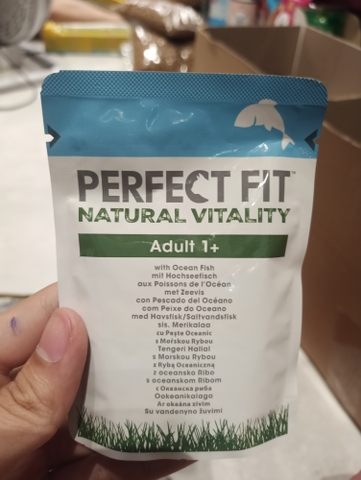 PERFECT FIT™
NATURAL VITALITY
Adult 1+
with Ocean Fish
mit Hochseefisch
aux Poissons de l'Océan
met Zeevis
con Pescado del Océano
com Peixe do Oceano
med Havsfisk/Saltvandsfisk
sis. Merikalaa
cu Pește Oceanic
s Mořskou Rybou
Tengeri Hallal
s Morskou Rybou
z Rybą Oceaniczną
z oceansko Ribo
s oceanskom Ribom
с Океанска риба
Ookeanikalaga
Ar okeāna zivīm
Su vandenyno žuvimi